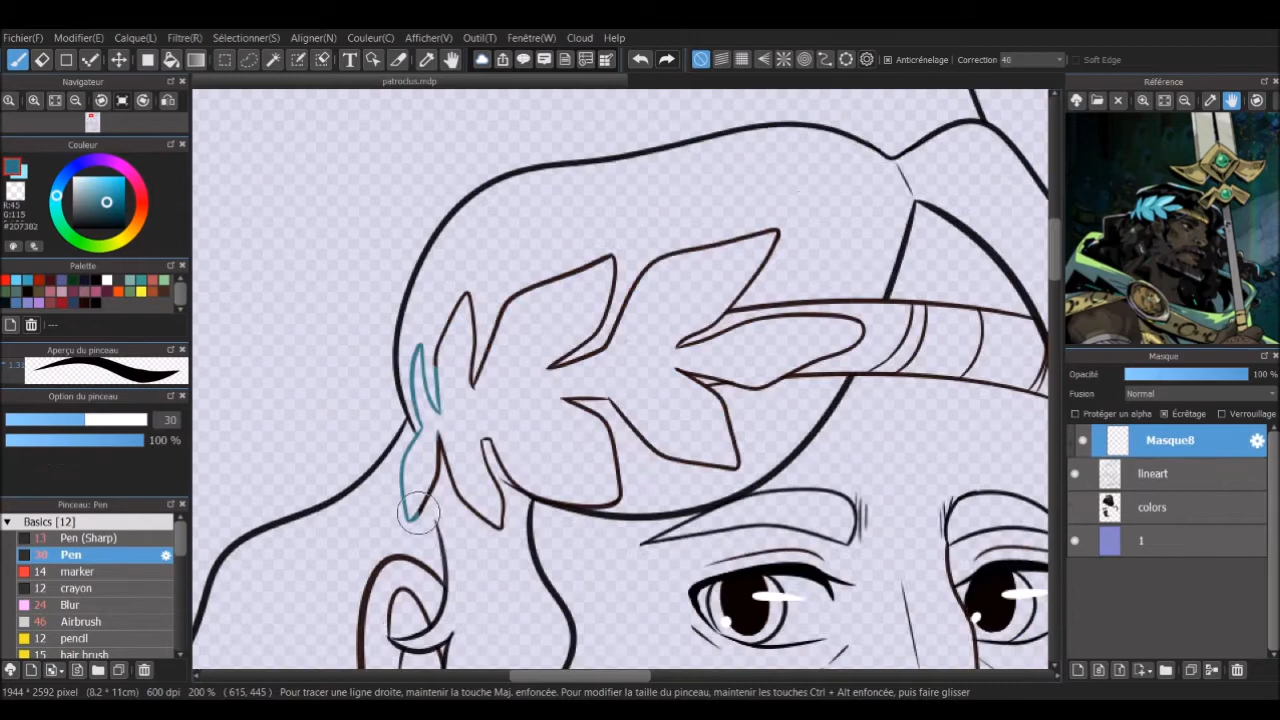 Fichier(F) Modifier(E) Calque(L) Filtre(R) Sélectionner(S) Aligner(N) Couleur(C) Afficher(V) Outil(T) Fenêtre(W) Cloud Help
Anticrénelage Correction 40 Soft Edge
Navigateur
patroclus.mdp
Référence
Couleur
R:45
G:115
#2D7382
Palette
---
Aperçu du pinceau
Option du pinceau
30
100 %
Pinceau: Pen
Basics [12]
13 Pen (Sharp)
30 Pen
14 marker
12 crayon
24 Blur
46 Airbrush
12 pencil
15 hair brush
Masque
Opacité 100 %
Fusion Normal
Protéger un alpha Ecrêtage Verrouillage
Masque8
lineart
colors
1
1944 * 2592 pixel (8.2 * 11cm) 600 dpi 200 % ( 615, 445 ) Pour tracer une ligne droite, maintenir la touche Maj. enfoncée. Pour modifier la taille du pinceau, maintenir les touches Ctrl + Alt enfoncée, puis faire glisser